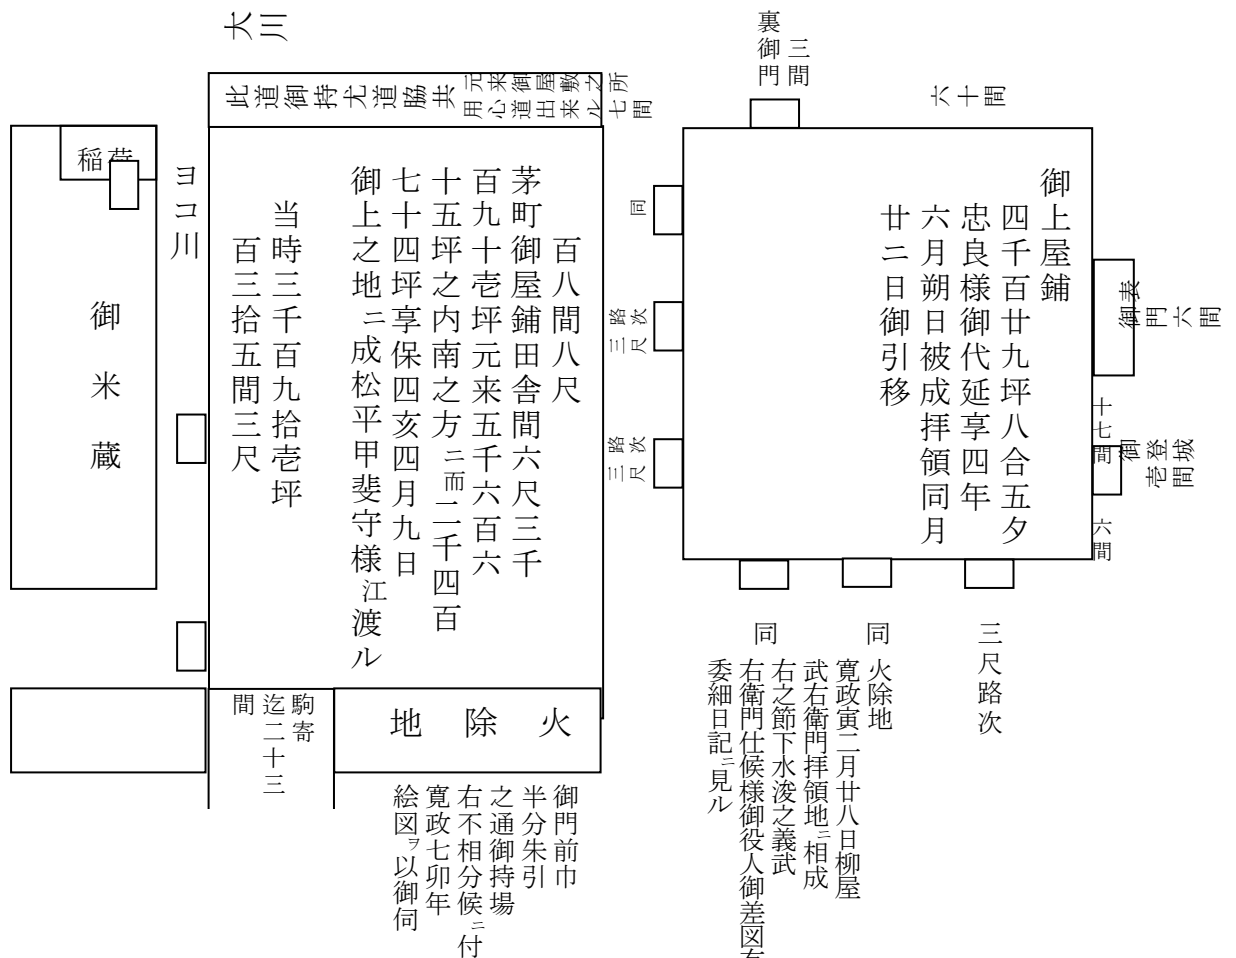 六十間
三間
裏御門
御上屋鋪
四千百廿九坪八合五夕
忠良様御代延享四年
六月朔日被成拝領同月
廿二日御引移
表
御門六間
十七間
御登城
壱間
六間
同
路次
三尺
路次
三尺
三尺路次
同
火除地
寛政寅二月廿八日柳屋
武右衛門拝領地ニ相成
右之節下水浚之義武
右衛門仕候様御役人御差図有
委細日記ニ見ル
同
大川
元来御屋敷之所
用心道出来ル七間
此道御持尤道脇共
百八間八尺
茅町御屋鋪田舎間六尺三千
百九十壱坪元来五千六百六
十五坪之内南之方ニ而二千四百
七十四坪享保四亥四月九日
御上之地ニ成松平甲斐守様江渡ル
当時三千百九拾壱坪
百三拾五間三尺
ヨコ川
稲荷
御米蔵
火除地
駒寄
迄二十三
間
御門前巾
半分朱引
之通御持場
右不相分候ニ付
寛政七卯年
絵図ヲ以御伺